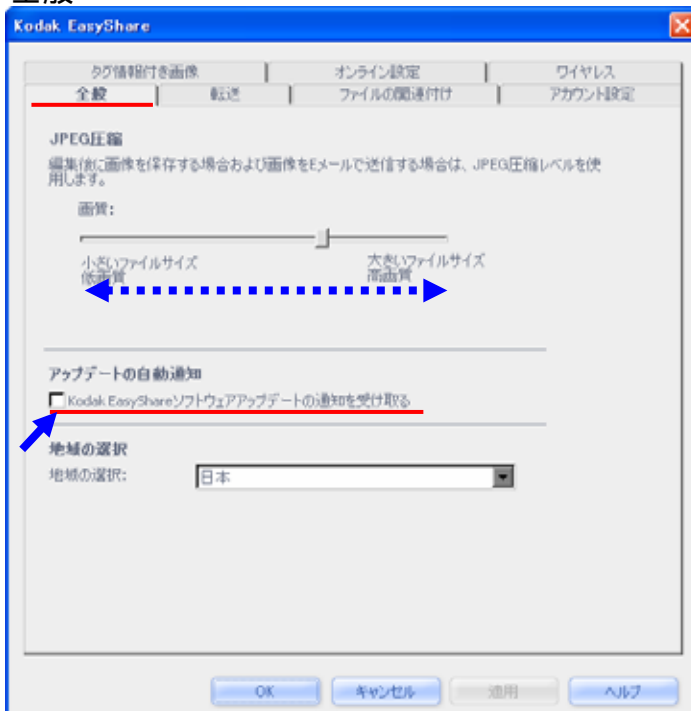 全般
Kodak EasyShare
タグ情報付き画像 オンライン設定 ワイヤレス
全般 転送 ファイルの関連付け アカウント設定
JPEG圧縮
編集後に画像を保存する場合および画像をEメールで送信する場合は、JPEG圧縮レベルを使
用します。
画質:
小さいファイルサイズ 大きいファイルサイズ
低画質 高画質
アップデートの自動通知
Kodak EasyShareソフトウェアアップデートの通知を受け取る
地域の選択
地域の選択: 日本
OK キャンセル 適用 ヘルプ